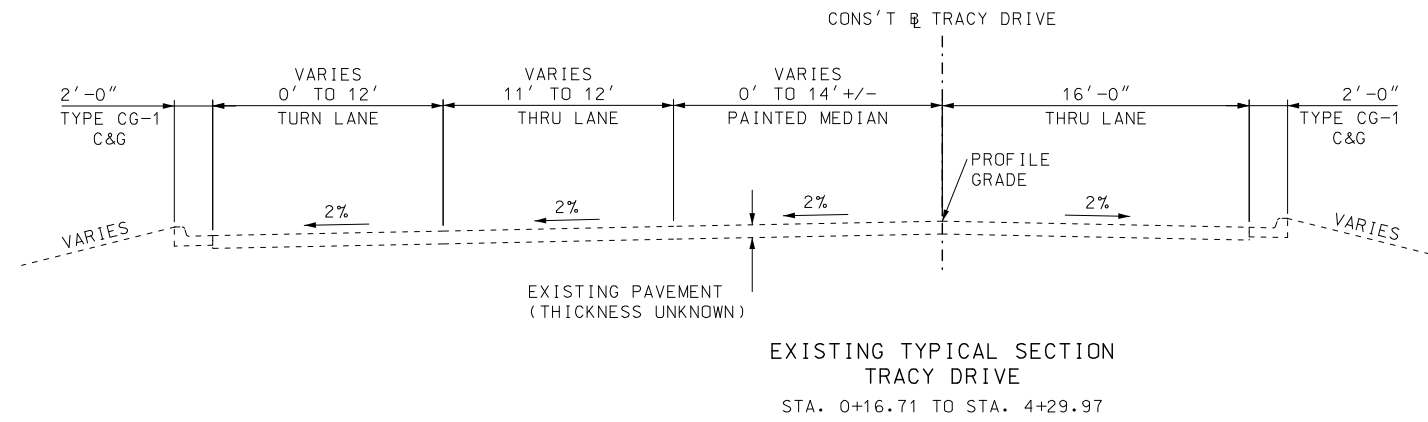 CONS'T ⅊ TRACY DRIVE
2'-0"
TYPE CG-1
C&G
VARIES
0' TO 12'
TURN LANE
VARIES
11' TO 12'
THRU LANE
VARIES
0' TO 14'+/-
PAINTED MEDIAN
16'-0"
THRU LANE
2'-0"
TYPE CG-1
C&G
PROFILE
GRADE
VARIES
2%
2%
2%
2%
VARIES
EXISTING PAVEMENT
(THICKNESS UNKNOWN)
EXISTING TYPICAL SECTION
TRACY DRIVE
STA. 0+16.71 TO STA. 4+29.97